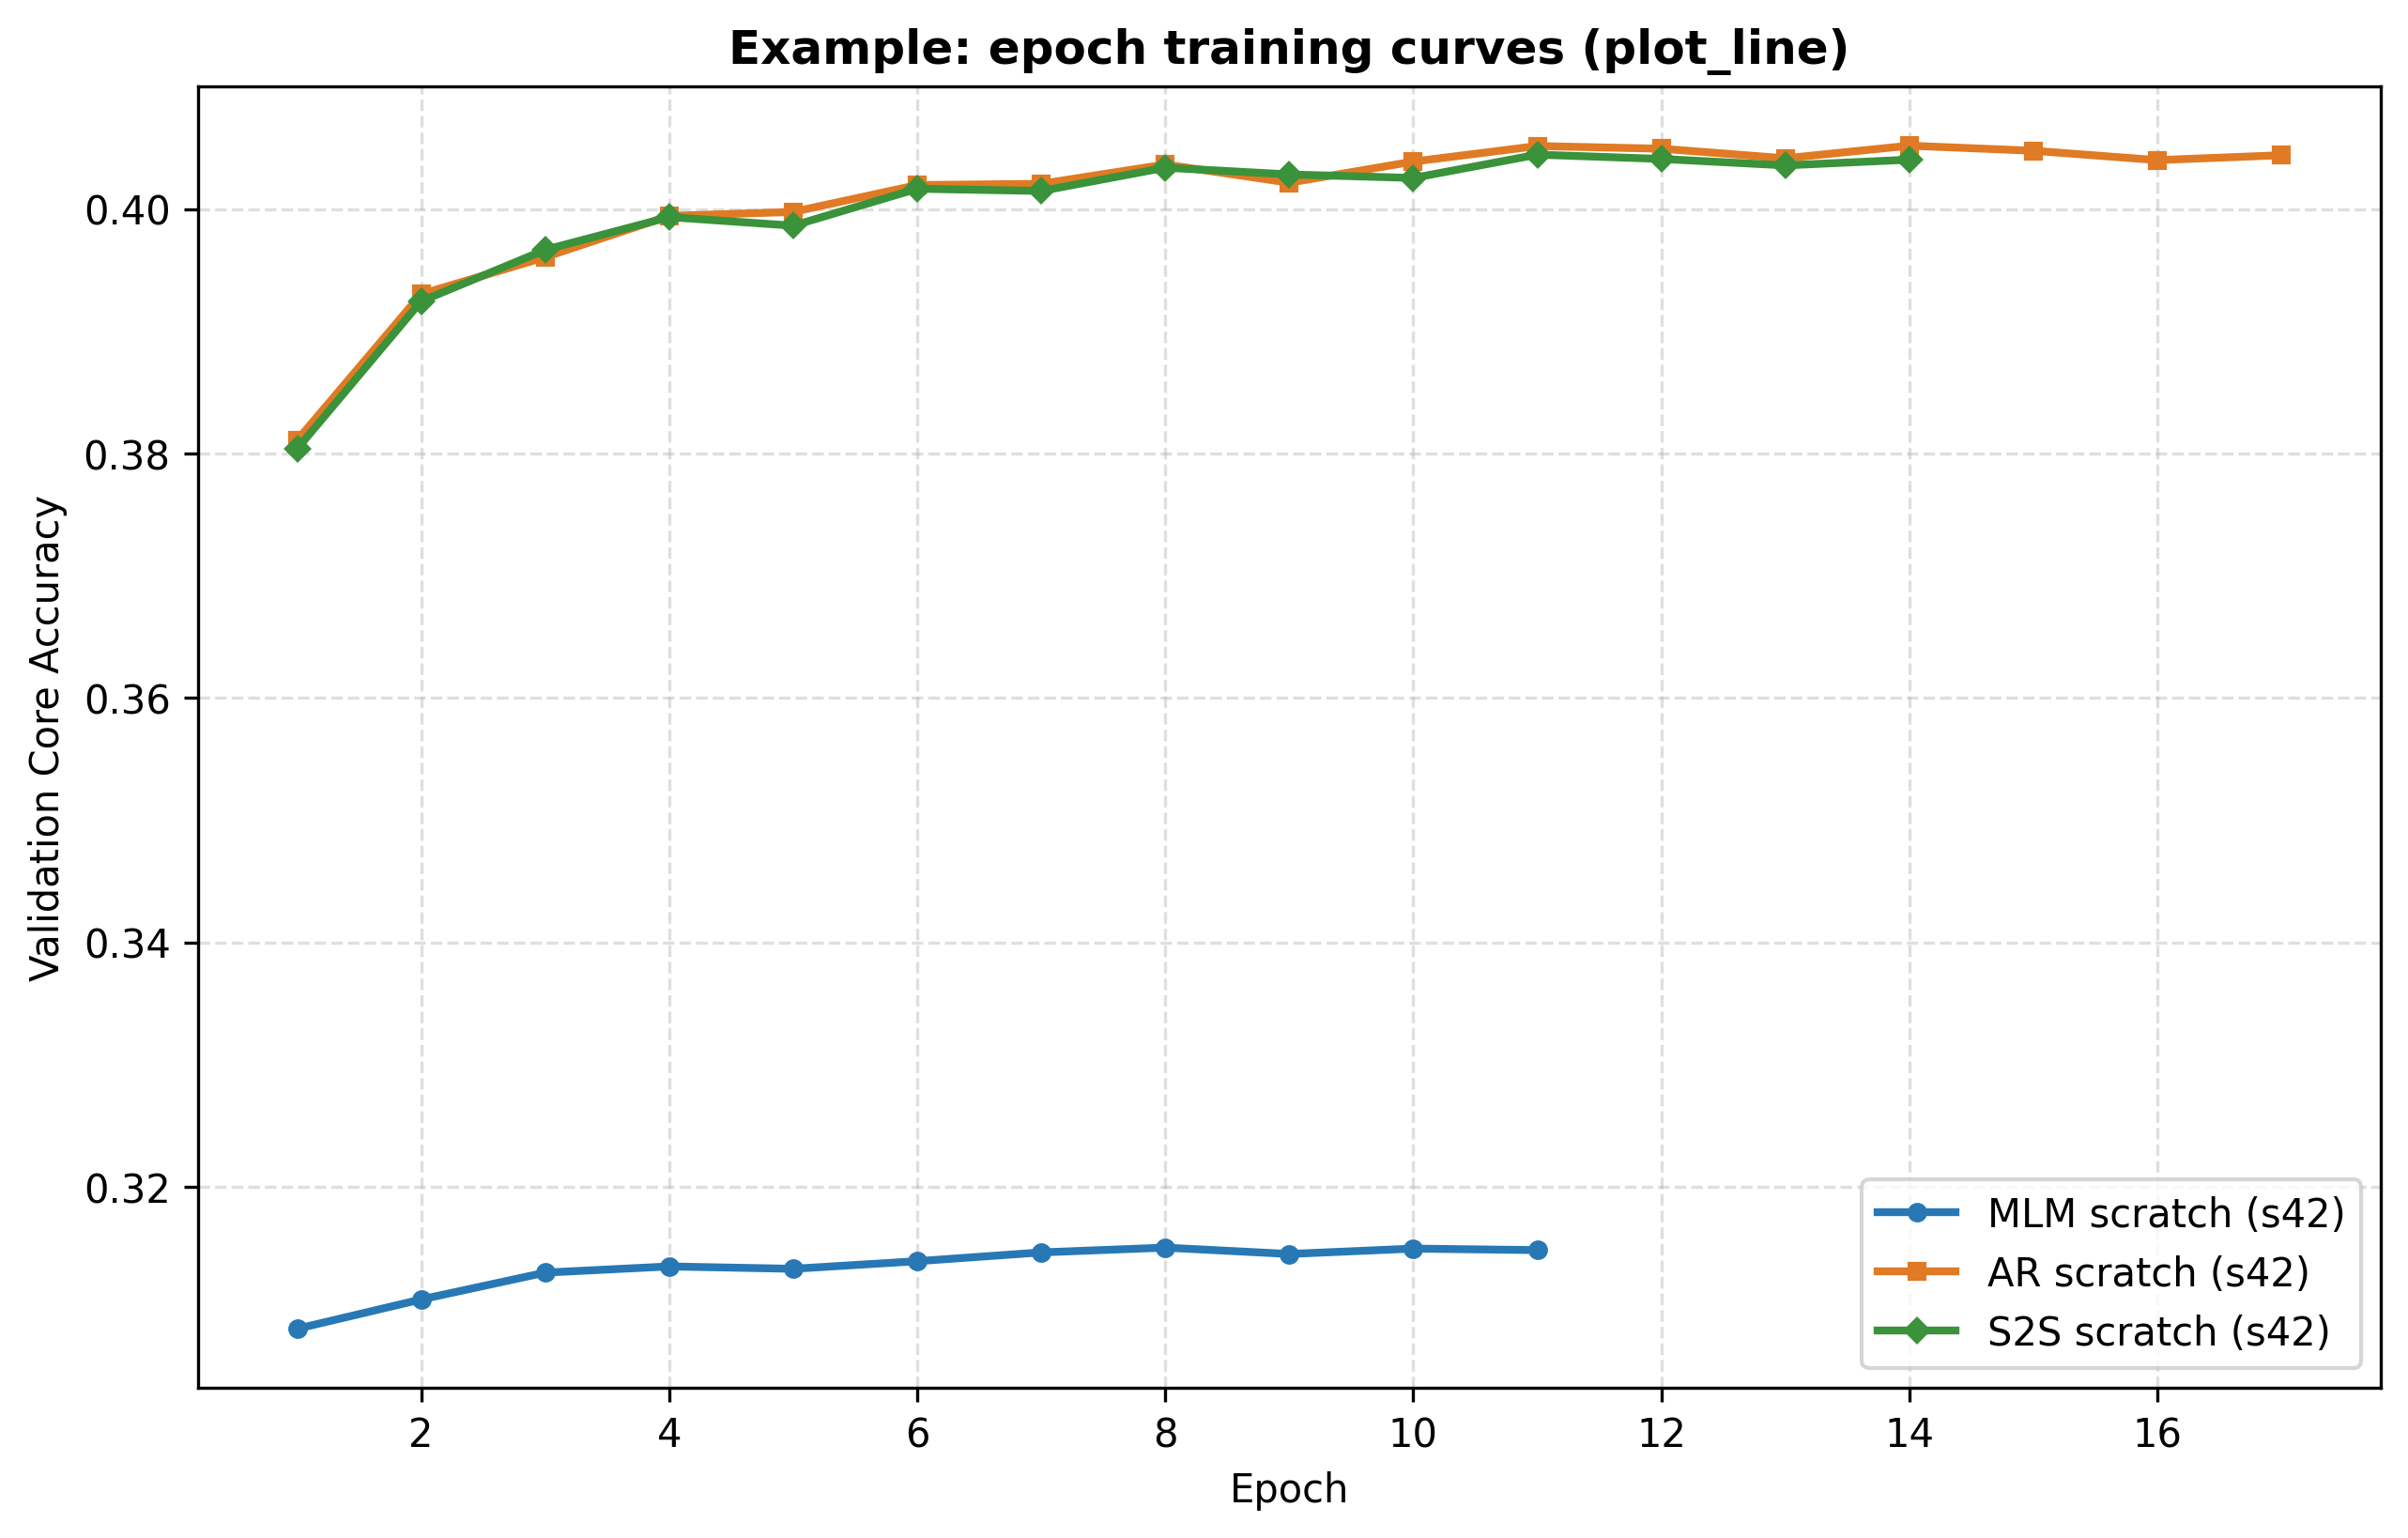 Example: epoch training curves (plot_line)
Validation Core Accuracy
0.40
0.38
0.36
0.34
0.32
2 4 6 8 10 12 14 16
Epoch
MLM scratch (s42)
AR scratch (s42)
S2S scratch (s42)